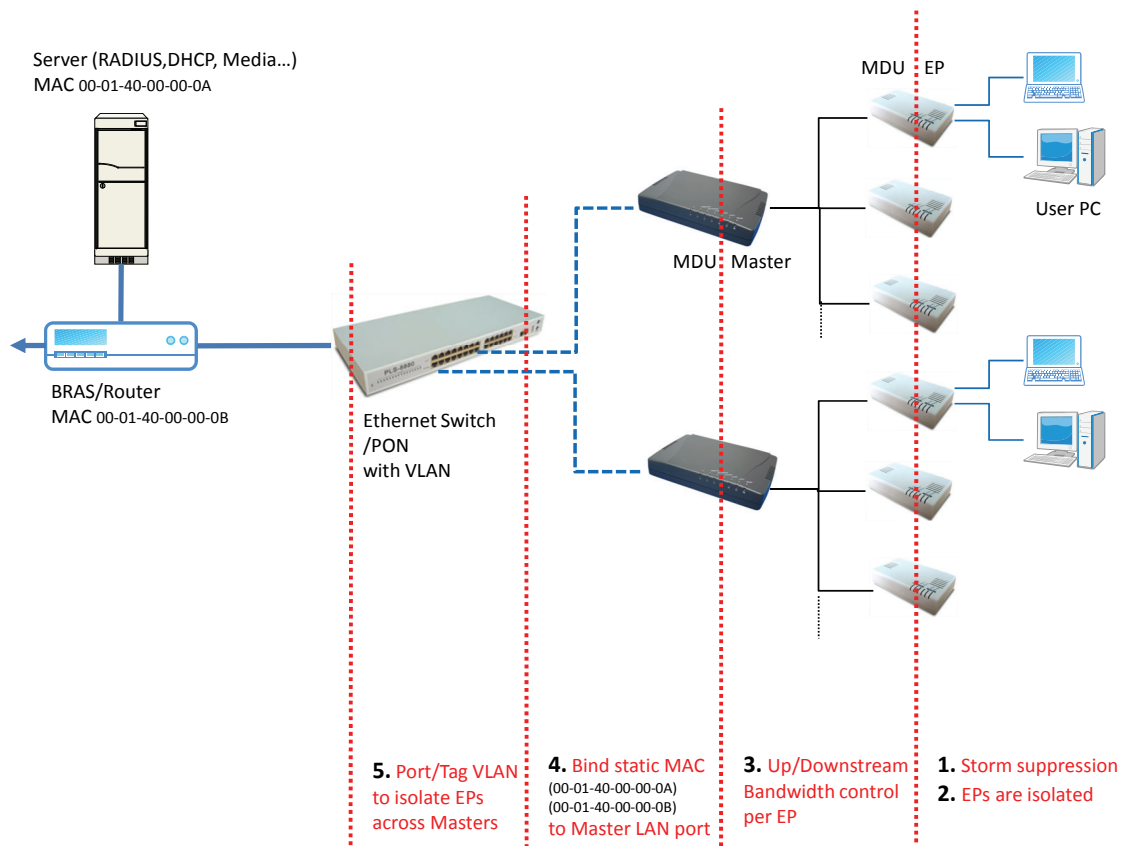 Server (RADIUS,DHCP, Media...)
MAC 00-01-40-00-00-0A
MDU EP
User PC
MDU Master
PLS-8880
BRAS/Router
MAC 00-01-40-00-00-0B
Ethernet Switch
/PON
with VLAN
5. Port/Tag VLAN
to isolate EPs
across Masters
4. Bind static MAC
(00-01-40-00-00-0A)
(00-01-40-00-00-0B)
to Master LAN port
3. Up/Downstream
Bandwidth control
per EP
1. Storm suppression
2. EPs are isolated